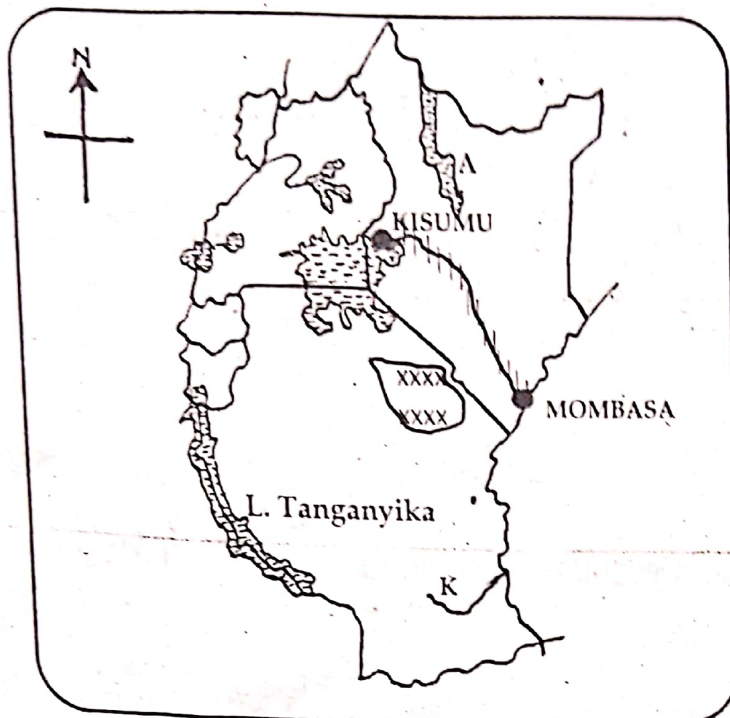 N
A
KISUMU
XXXX
XXXX
MOMBASA
L. Tanganyika
K